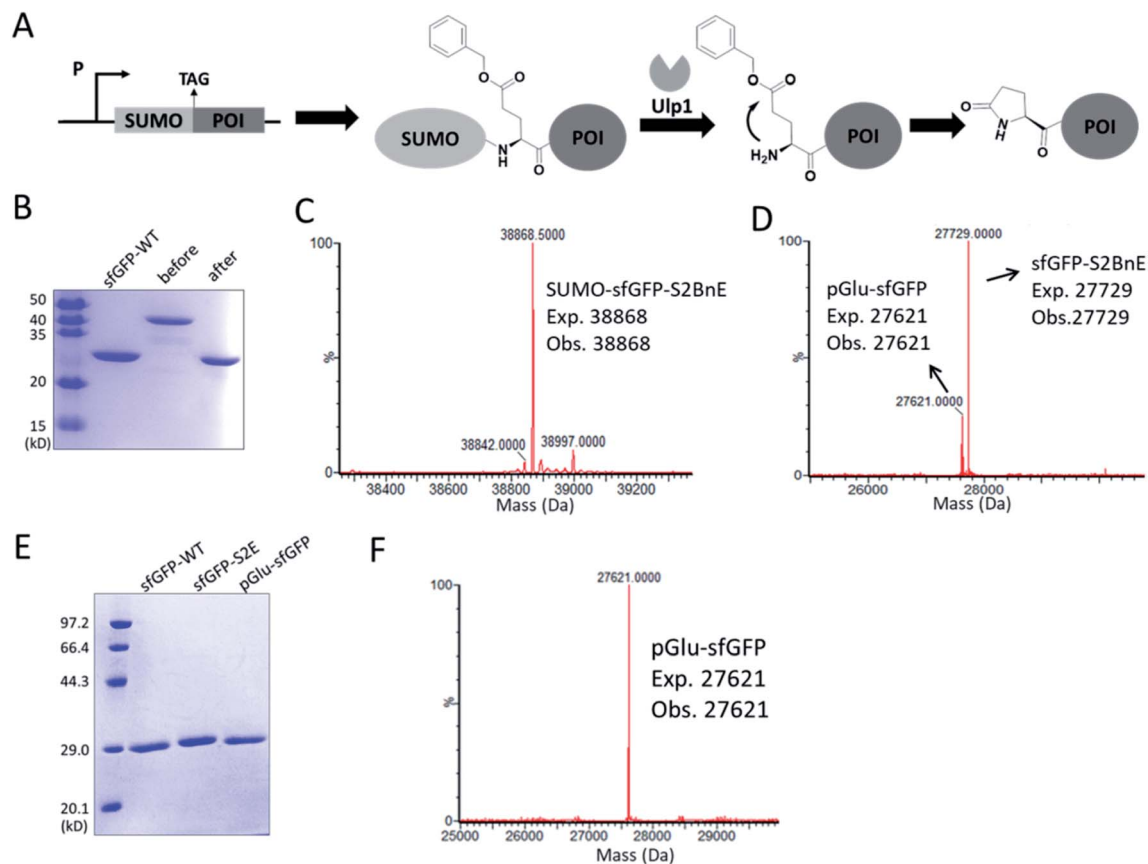 A
P
TAG
SUMO POI
SUMO
O
O
N
H
O
POI
Ulp1
O
O
H₂N
O
POI
O
N
H
O
POI
B
sfGFP-WT
before
after
50
40
35
20
15
(kD)
C
38868.5000
100
%
0
SUMO-sfGFP-S2BnE
Exp. 38868
Obs. 38868
38842.0000
38997.0000
38400 38600 38800 39000 39200
Mass (Da)
D
27729.0000
100
%
0
sfGFP-S2BnE
Exp. 27729
Obs.27729
pGlu-sfGFP
Exp. 27621
Obs. 27621
27621.0000
26000 28000
Mass (Da)
E
sfGFP-WT
sfGFP-S2E
pGlu-sfGFP
97.2
66.4
44.3
29.0
20.1
(kD)
F
27621.0000
100
%
0
pGlu-sfGFP
Exp. 27621
Obs. 27621
25000 26000 27000 28000 29000
Mass (Da)